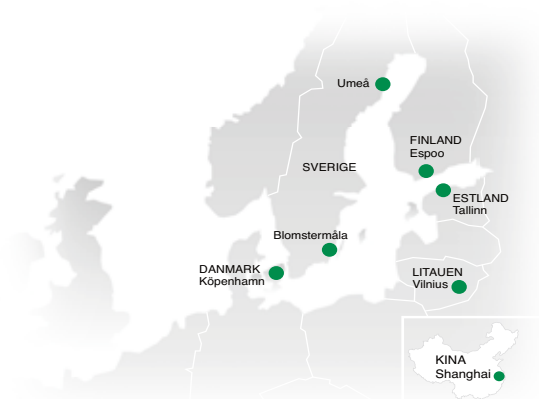 Umeå
FINLAND
Espoo
SVERIGE
ESTLAND
Tallinn
Blomstermåla
DANMARK
Köpenhamn
LITAUEN
Vilnius
KINA
Shanghai